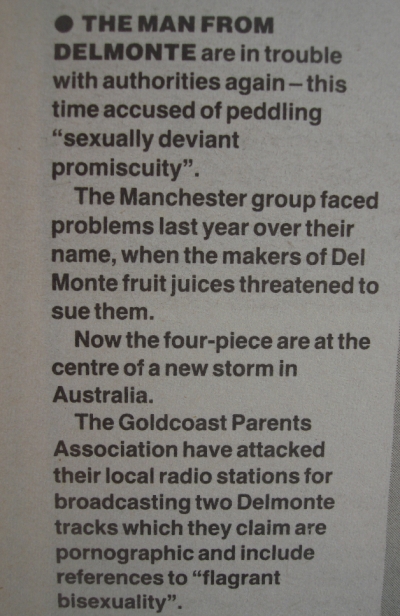 ● THE MAN FROM
DELMONTE are in trouble
with authorities again – this
time accused of peddling
“sexually deviant
promiscuity”.
The Manchester group faced
problems last year over their
name, when the makers of Del
Monte fruit juices threatened to
sue them.
Now the four-piece are at the
centre of a new storm in
Australia.
The Goldcoast Parents
Association have attacked
their local radio stations for
broadcasting two Delmonte
tracks which they claim are
pornographic and include
references to “flagrant
bisexuality”.